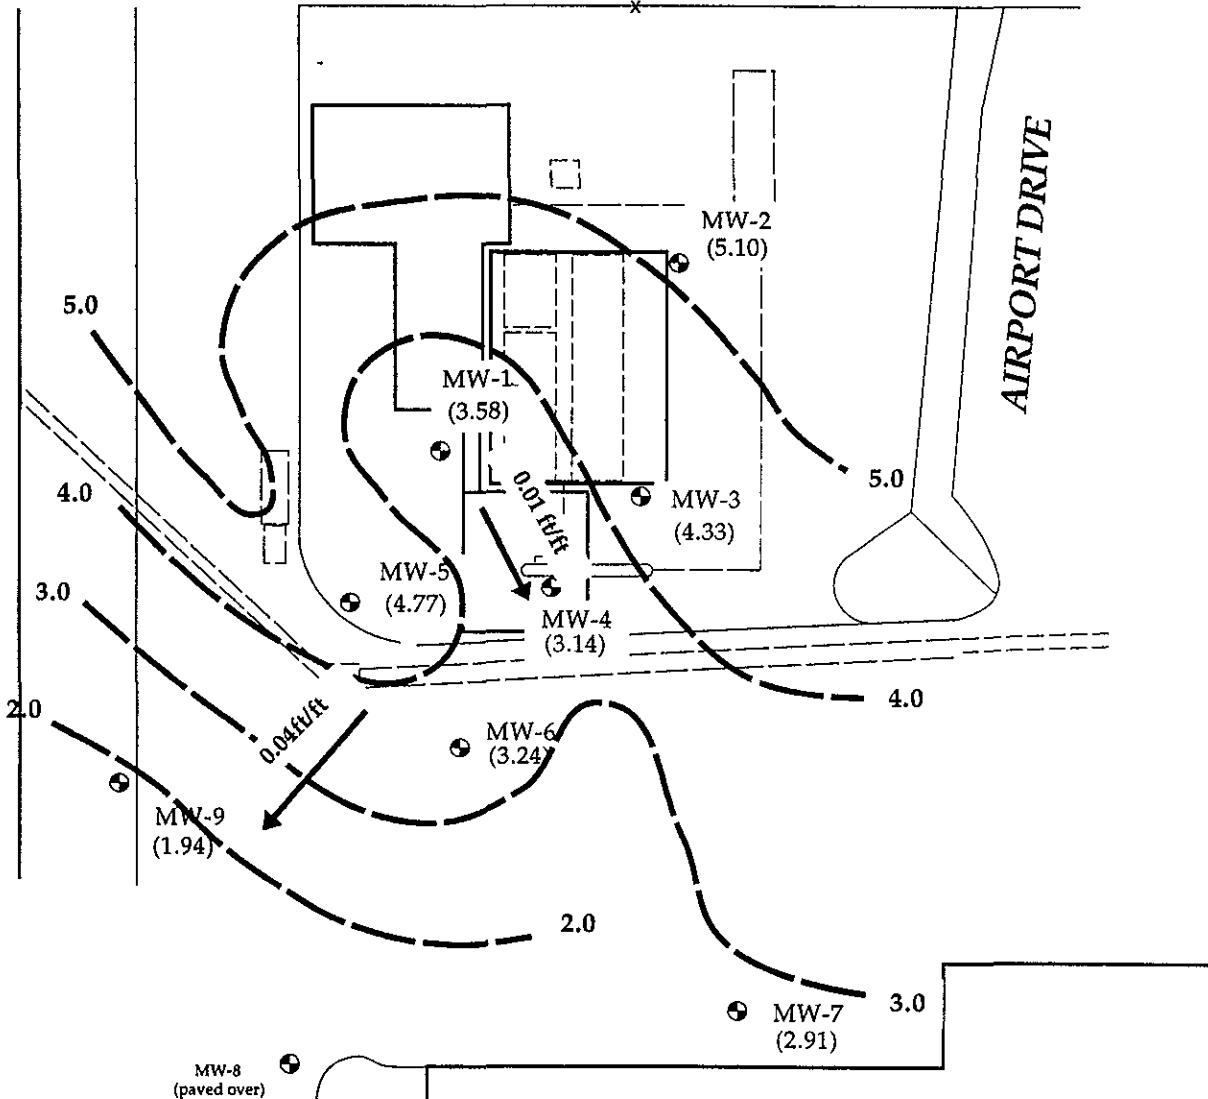 x
MW-2
(5.10)
AIRPORT DRIVE
5.0
MW-1
(3.58)
5.0
4.0
0.01 ft/ft
MW-3
(4.33)
MW-5
(4.77)
3.0
MW-4
(3.14)
4.0
2.0
0.04ft/ft
MW-6
(3.24)
MW-9
(1.94)
2.0
3.0
MW-7
(2.91)
MW-8
(paved over)